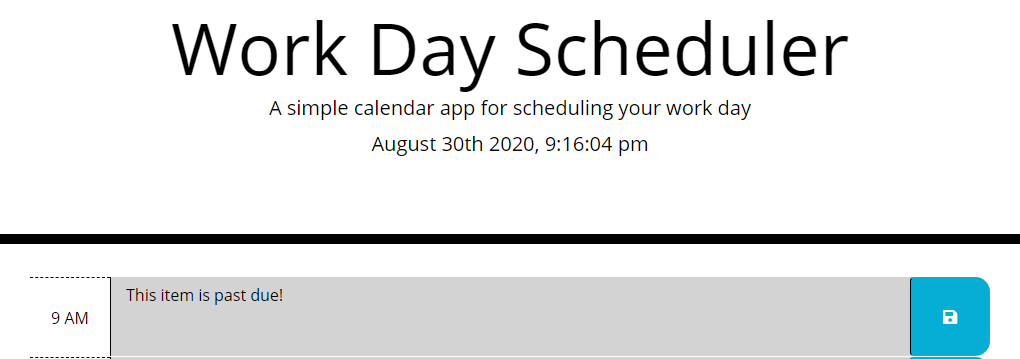 Work Day Scheduler
A simple calendar app for scheduling your work day
August 30th 2020, 9:16:04 pm
This item is past due!
9 AM